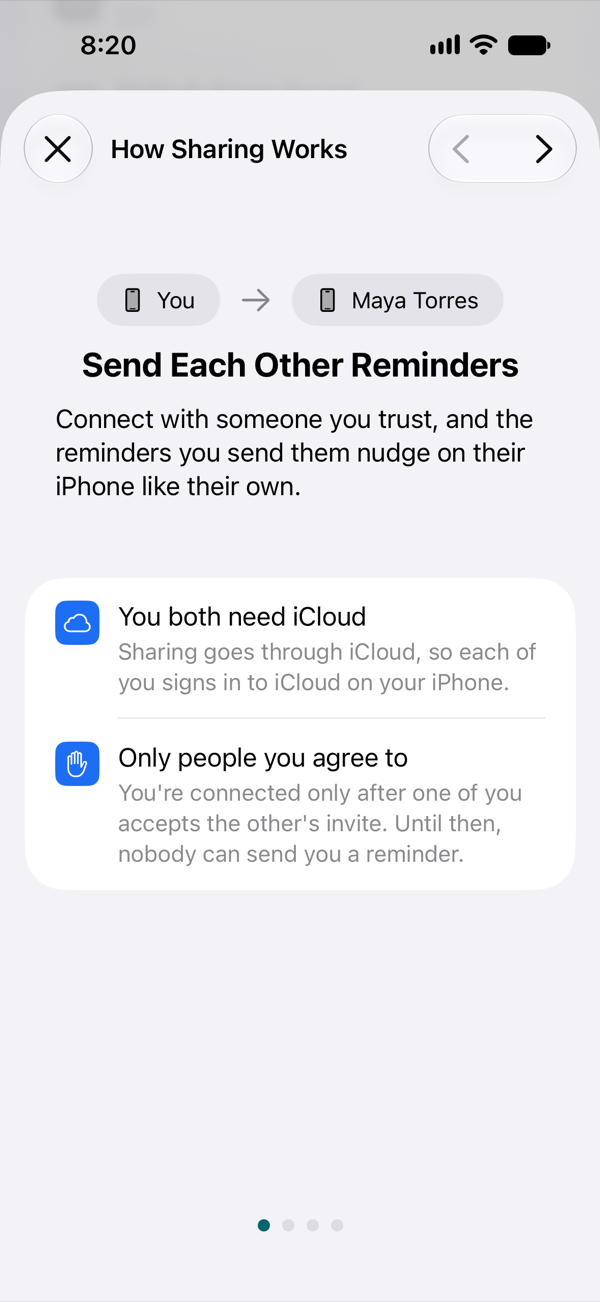 8:20
How Sharing Works
You
Maya Torres
Send Each Other Reminders
Connect with someone you trust, and the
reminders you send them nudge on their
iPhone like their own.
You both need iCloud
Sharing goes through iCloud, so each of
you signs in to iCloud on your iPhone.
Only people you agree to
You're connected only after one of you
accepts the other's invite. Until then,
nobody can send you a reminder.